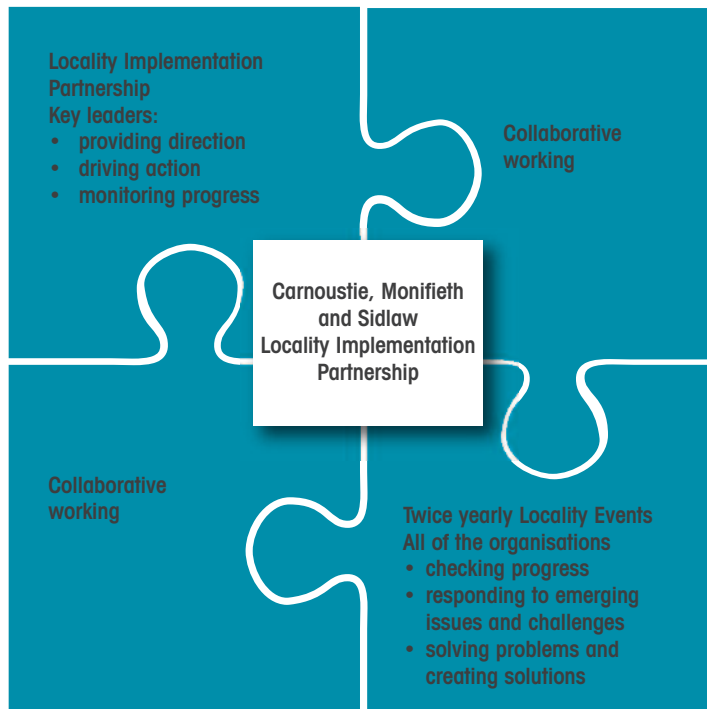 Locality Implementation
Partnership
Key leaders:
• providing direction
• driving action
• monitoring progress
Collaborative
working
Carnoustie, Monifieth
and Sidlaw
Locality Implementation
Partnership
Collaborative
working
Twice yearly Locality Events
All of the organisations
• checking progress
• responding to emerging
issues and challenges
• solving problems and
creating solutions